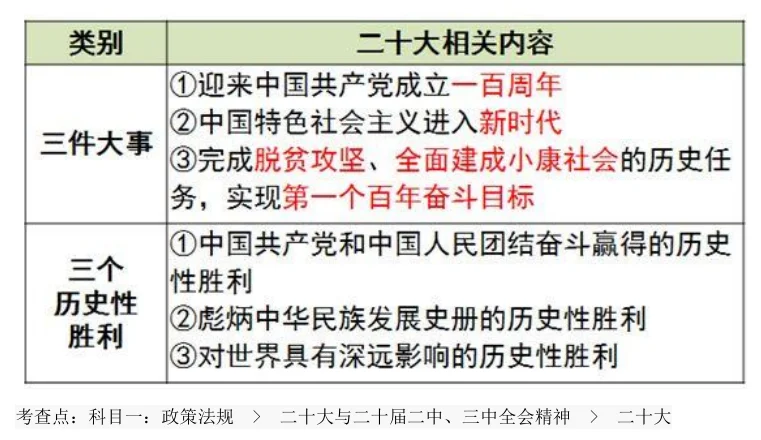 类别 二十大相关内容
三件大事
①迎来中国共产党成立一百周年
②中国特色社会主义进入新时代
③完成脱贫攻坚、全面建成小康社会的历史任
务，实现第一个百年奋斗目标
三个
历史性
胜利
①中国共产党和中国人民团结奋斗赢得的历史
性胜利
②彪炳中华民族发展史册的历史性胜利
③对世界具有深远影响的历史性胜利
考查点：科目一：政策法规 > 二十大与二十届二中、三中全会精神 > 二十大